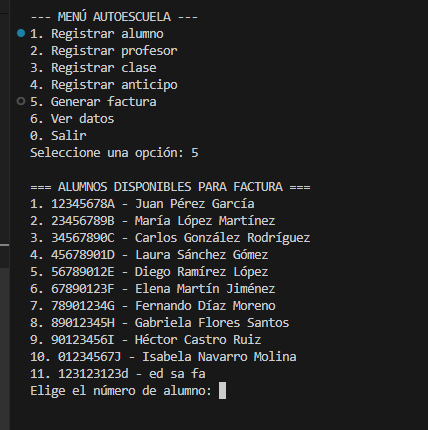 --- MENÚ AUTOESCUELA ---
1. Registrar alumno
2. Registrar profesor
3. Registrar clase
4. Registrar anticipo
5. Generar factura
6. Ver datos
0. Salir
Seleccione una opción: 5
=== ALUMNOS DISPONIBLES PARA FACTURA ===
1. 12345678A - Juan Pérez García
2. 23456789B - María López Martínez
3. 34567890C - Carlos González Rodríguez
4. 45678901D - Laura Sánchez Gómez
5. 56789012E - Diego Ramírez López
6. 67890123F - Elena Martín Jiménez
7. 78901234G - Fernando Díaz Moreno
8. 89012345H - Gabriela Flores Santos
9. 90123456I - Héctor Castro Ruiz
10. 01234567J - Isabela Navarro Molina
11. 123123123d - ed sa fa
Elige el número de alumno: